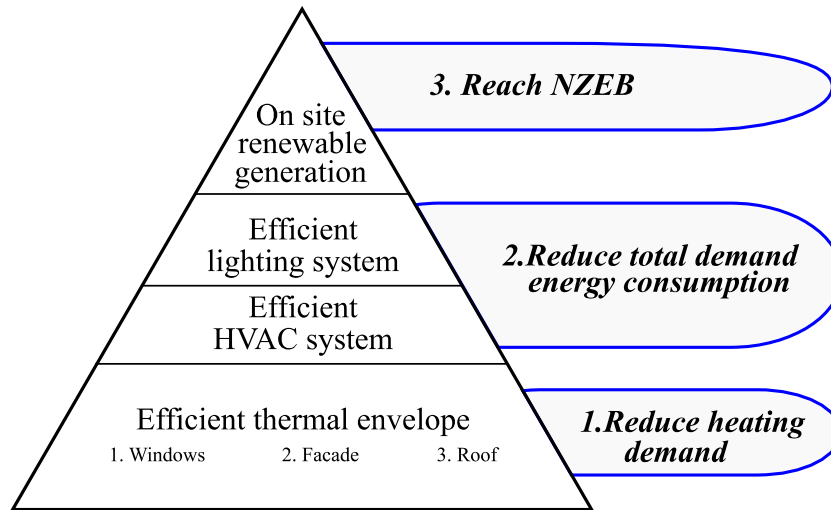 3. Reach NZEB
On site
renewable
generation
Efficient
lighting system
2.Reduce total demand
energy consumption
Efficient
HVAC system
Efficient thermal envelope
1. Windows 2. Facade 3. Roof
1.Reduce heating
demand